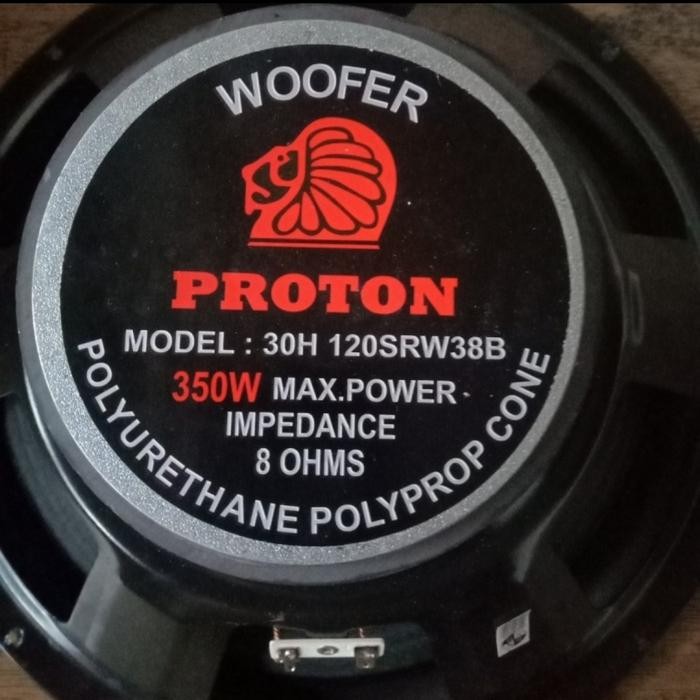 WOOFER
PROTON
MODEL : 30H 120SRW38B
350W MAX.POWER
IMPEDANCE
8 OHMS
POLYURETHANE POLYPROP CONE